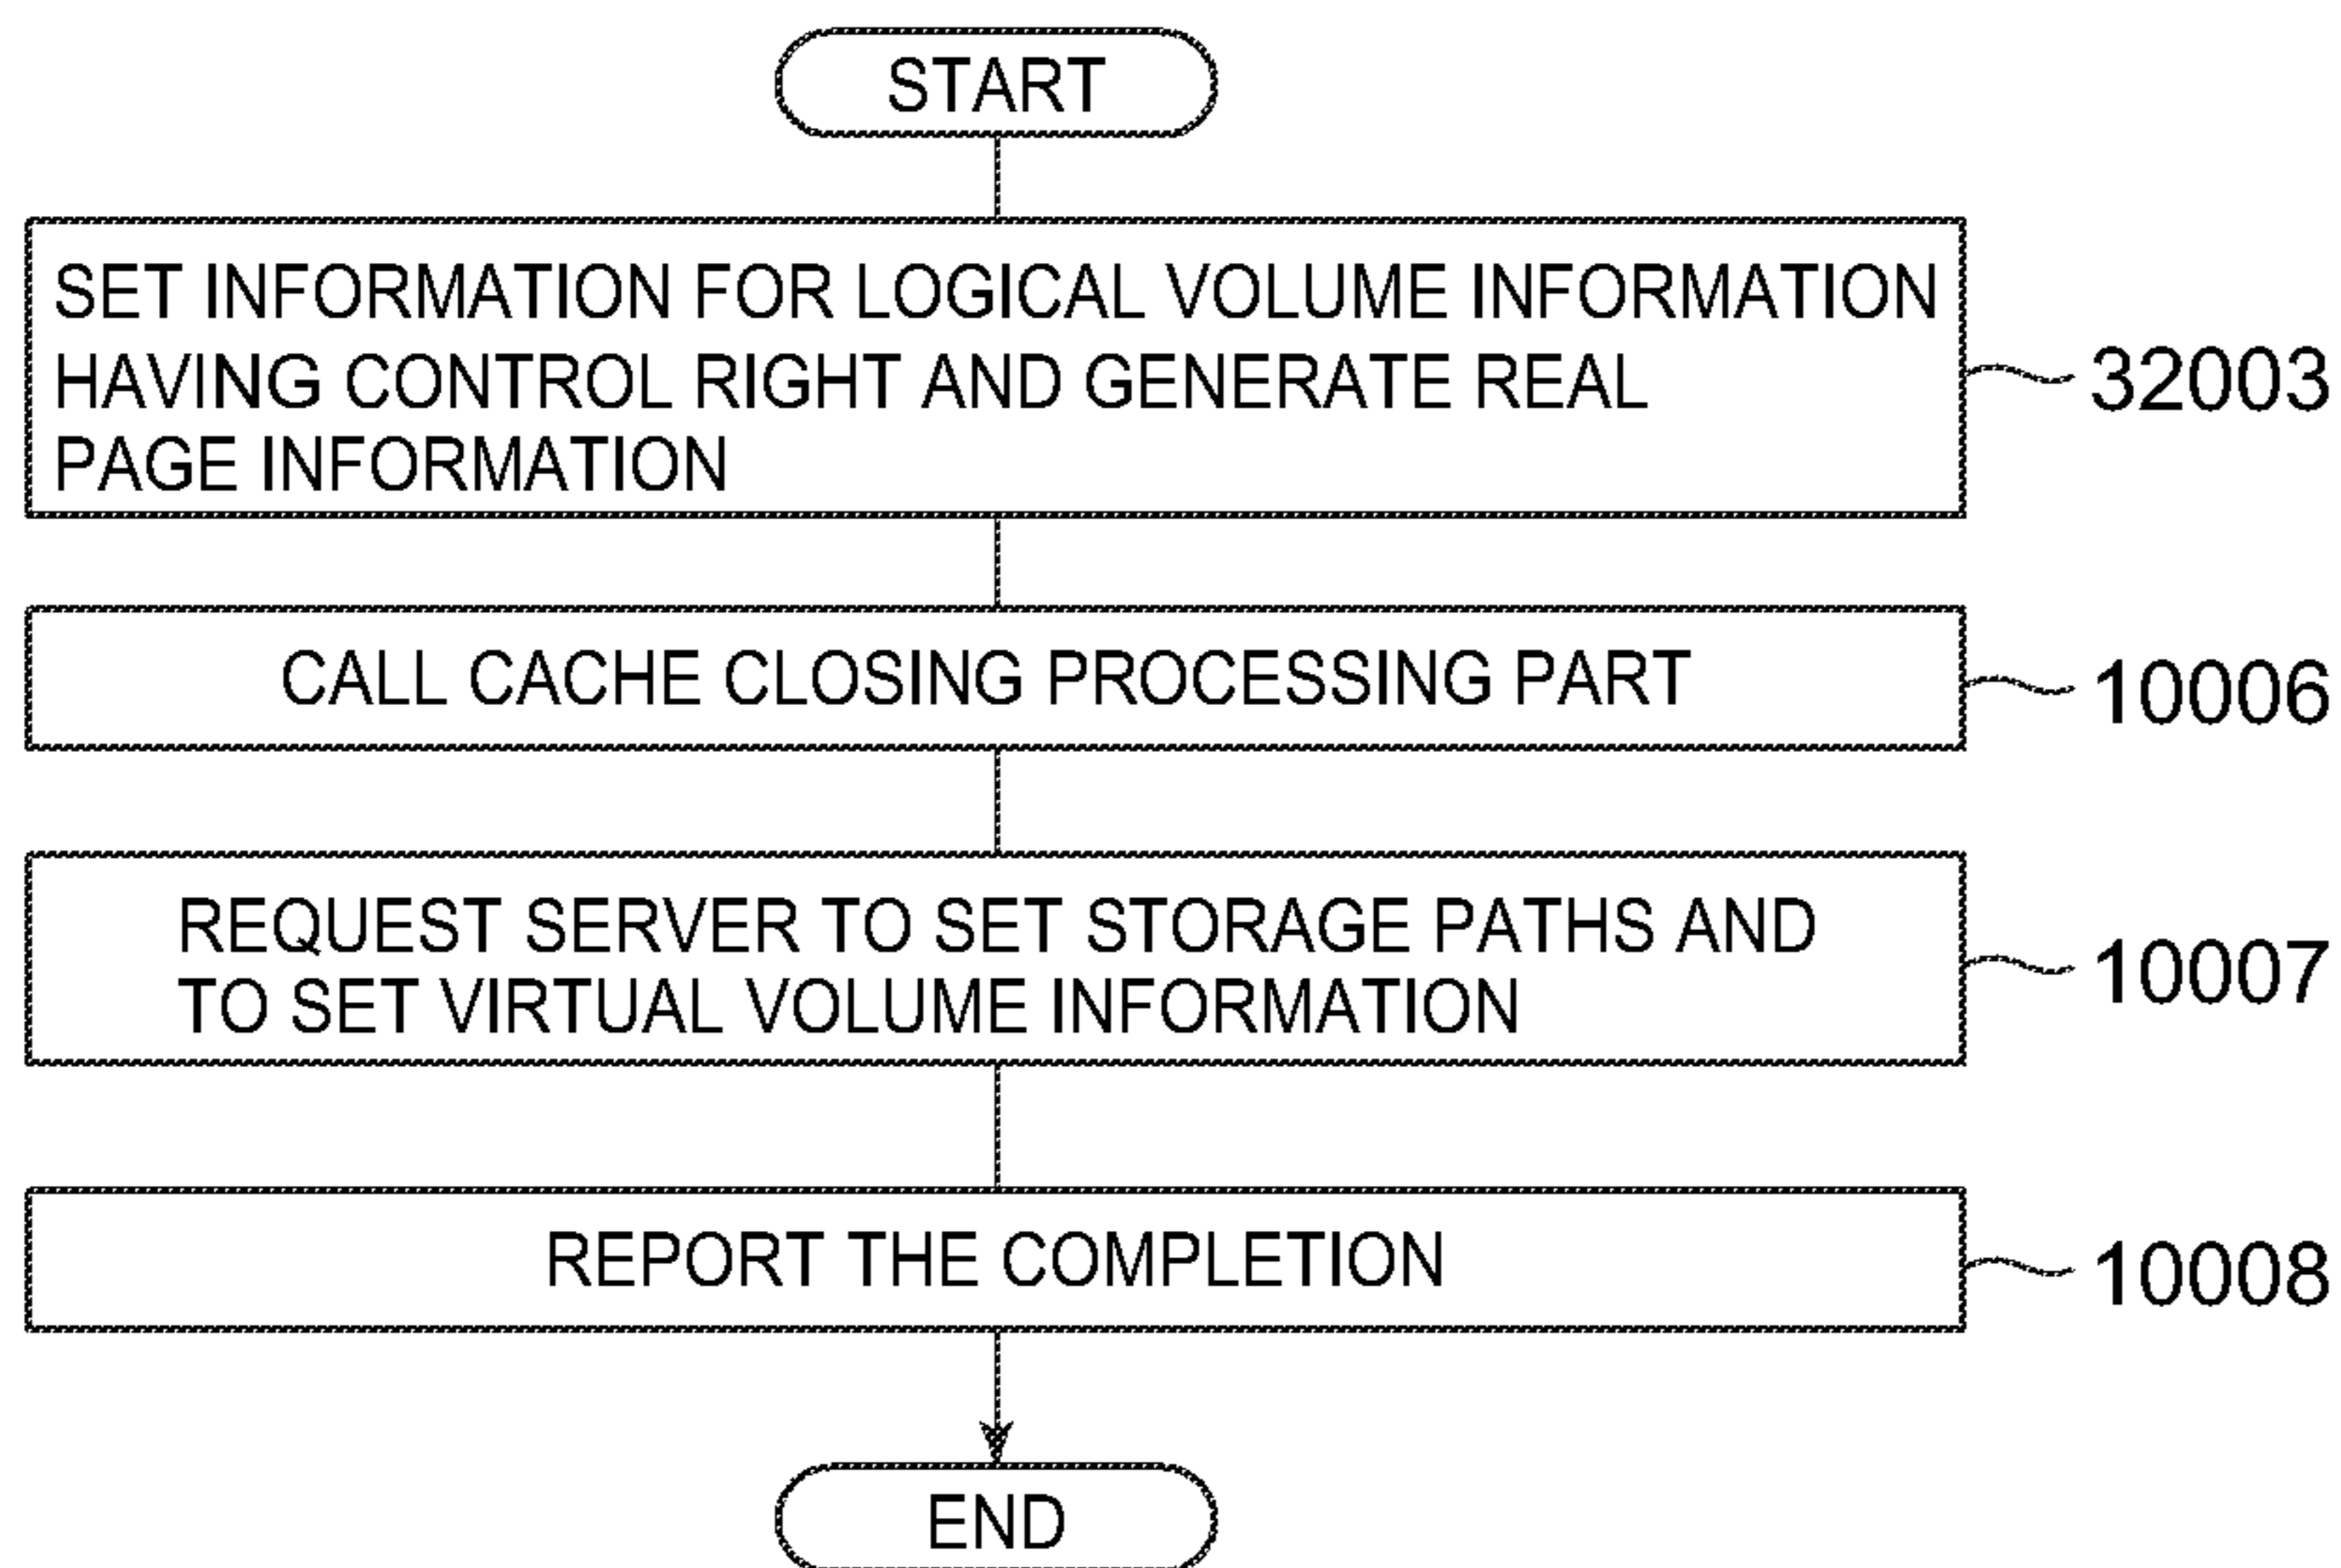 START
SET INFORMATION FOR LOGICAL VOLUME INFORMATION
HAVING CONTROL RIGHT AND GENERATE REAL
PAGE INFORMATION
32003
CALL CACHE CLOSING PROCESSING PART
10006
REQUEST SERVER TO SET STORAGE PATHS AND
TO SET VIRTUAL VOLUME INFORMATION
10007
REPORT THE COMPLETION
10008
END